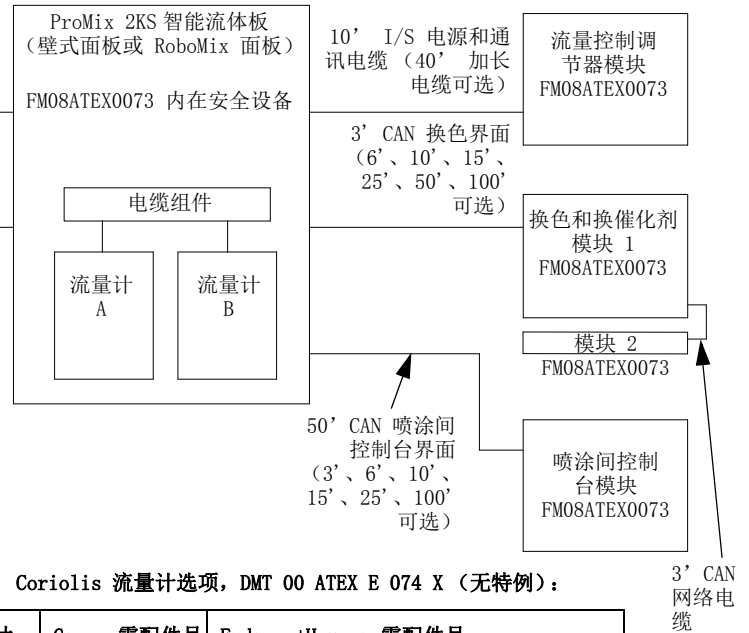 ProMix 2KS 智能流体板
(壁式面板或 RoboMix 面板)
FM08ATEX0073 内在安全设备
电缆组件
流量计
A
流量计
B
10’ I/S 电源和通
讯电缆 (40’ 加长
电缆可选)
3’ CAN 换色界面
(6’、10’、15’、
25’、50’、100’
可选)
50’CAN 喷涂间
控制台界面
(3’、6’、10’、
15’、25’、100’
可选)
流量控制调
节器模块
FM08ATEX0073
换色和换催化剂
模块 1
FM08ATEX0073
模块 2
FM08ATEX0073
喷涂间控制
台模块
FM08ATEX0073
3’ CAN
网络电
缆
Coriolis 流量计选项, DMT 00 ATEX E 074 X (无特例):